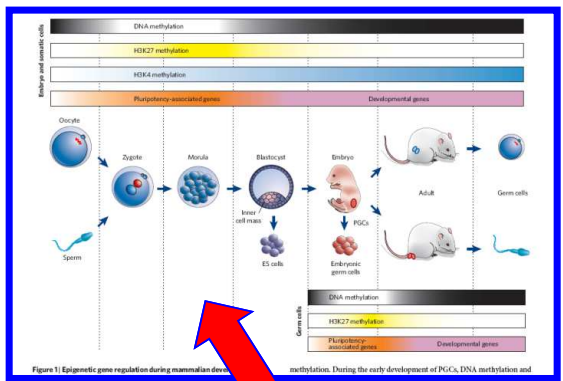 Embryo and somatic cells
DNA methylation
H3K27 methylation
H3K4 methylation
Pluripotency-associated genes
Developmental genes
Oocyte
Zygote
Morula
Blastocyst
Embryo
Adult
Germ cells
Inner
cell mass
PGCs
Sperm
ES cells
Embryonic
germ cells
Germ cells
DNA methylation
H3K27 methylation
Pluripotency-
associated genes
Developmental genes
Figure 1| Epigenetic gene regulation during mammalian deve
methylation. During the early development of PGCs, DNA methylation and